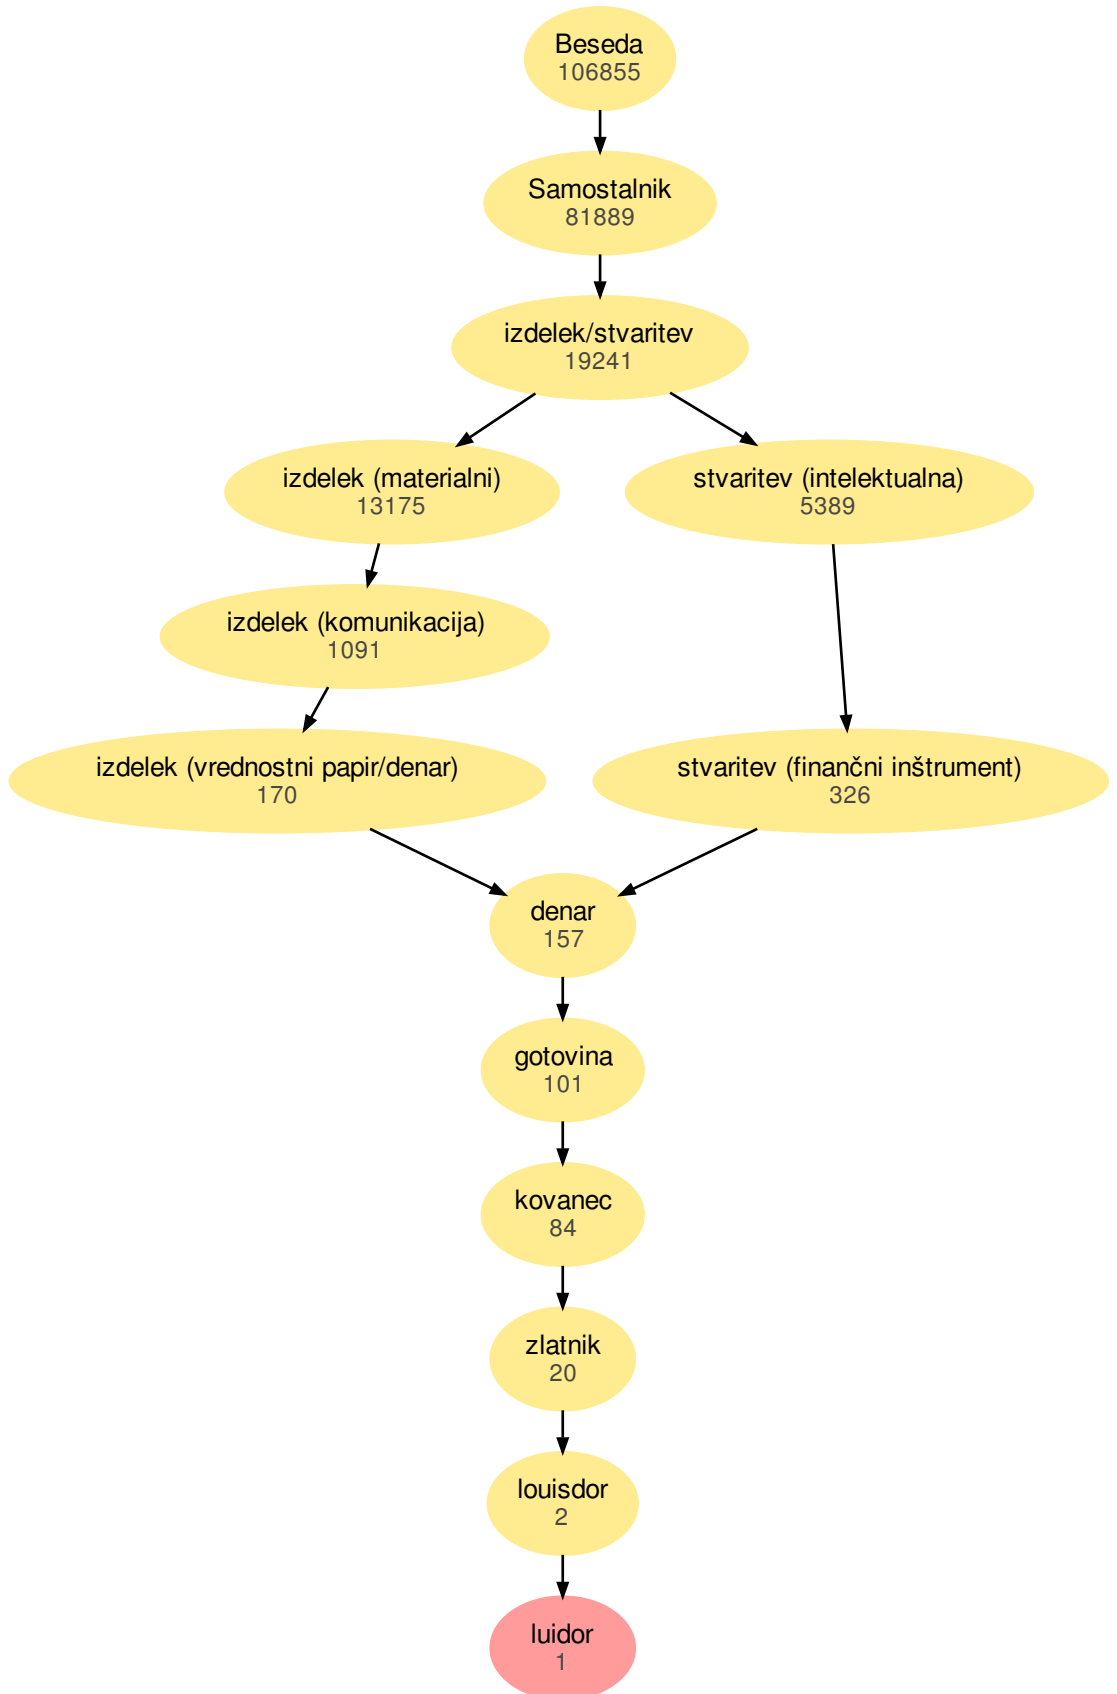 Beseda
106855
Samostalnik
81889
izdelek/stvaritev
19241
izdelek (materialni)
13175
stvaritev (intelektualna)
5389
izdelek (komunikacija)
1091
izdelek (vrednostni papir/denar)
170
stvaritev (finančni inštrument)
326
denar
157
gotovina
101
kovanec
84
zlatnik
20
louisdor
2
luidor
1